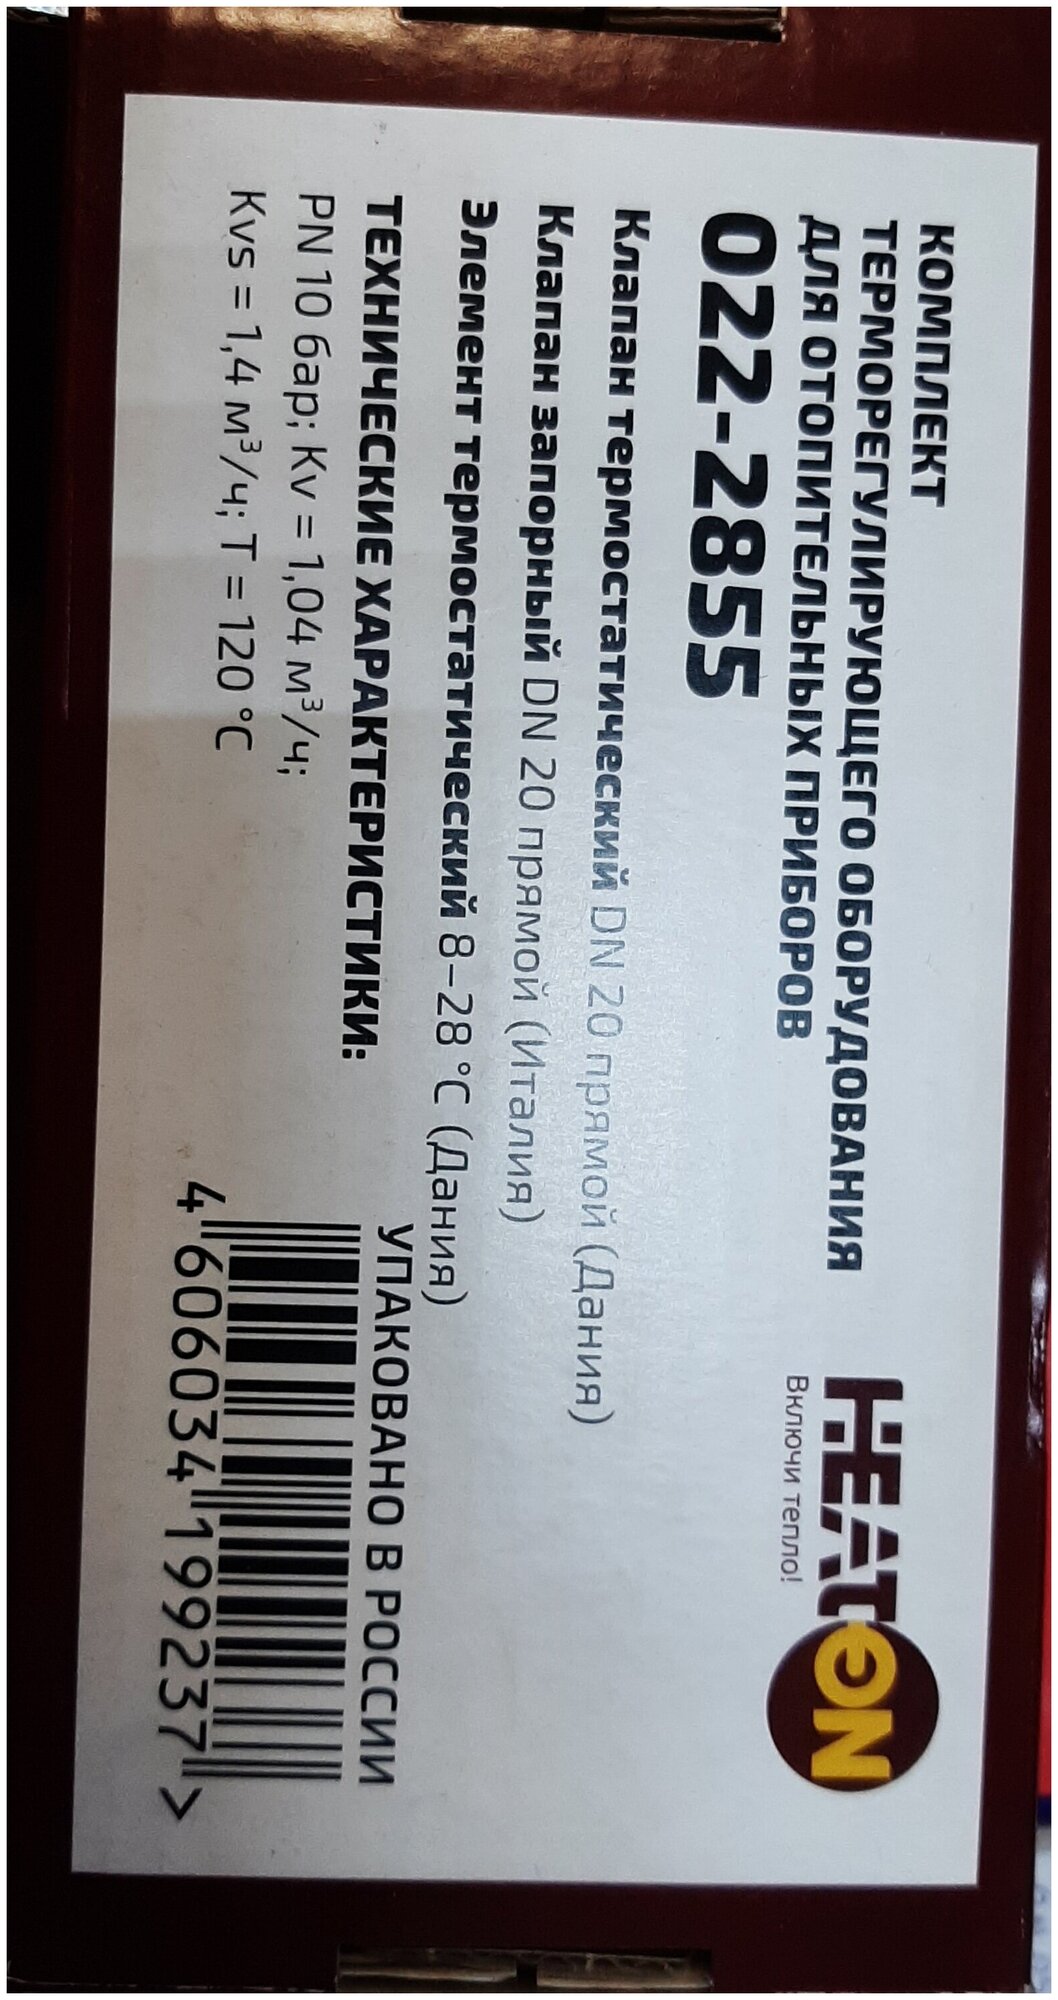 КОМПЛЕКТ
ТЕРМОРЕГУЛИРУЮЩЕГО ОБОРУДОВАНИЯ
ДЛЯ ОТОПИТЕЛЬНЫХ ПРИБОРОВ
HEATON
Включи тепло!
022-2855
Клапан термостатический DN 20 прямой (Дания)
Клапан запорный DN 20 прямой (Италия)
Элемент термостатический 8–28 °C (Дания)
ТЕХНИЧЕСКИЕ ХАРАКТЕРИСТИКИ:
PN 10 бар; Kv = 1,04 м³/ч;
Kvs = 1,4 м³/ч; T = 120 °C
УПАКОВАНО В РОССИИ
4 606034 199237 >